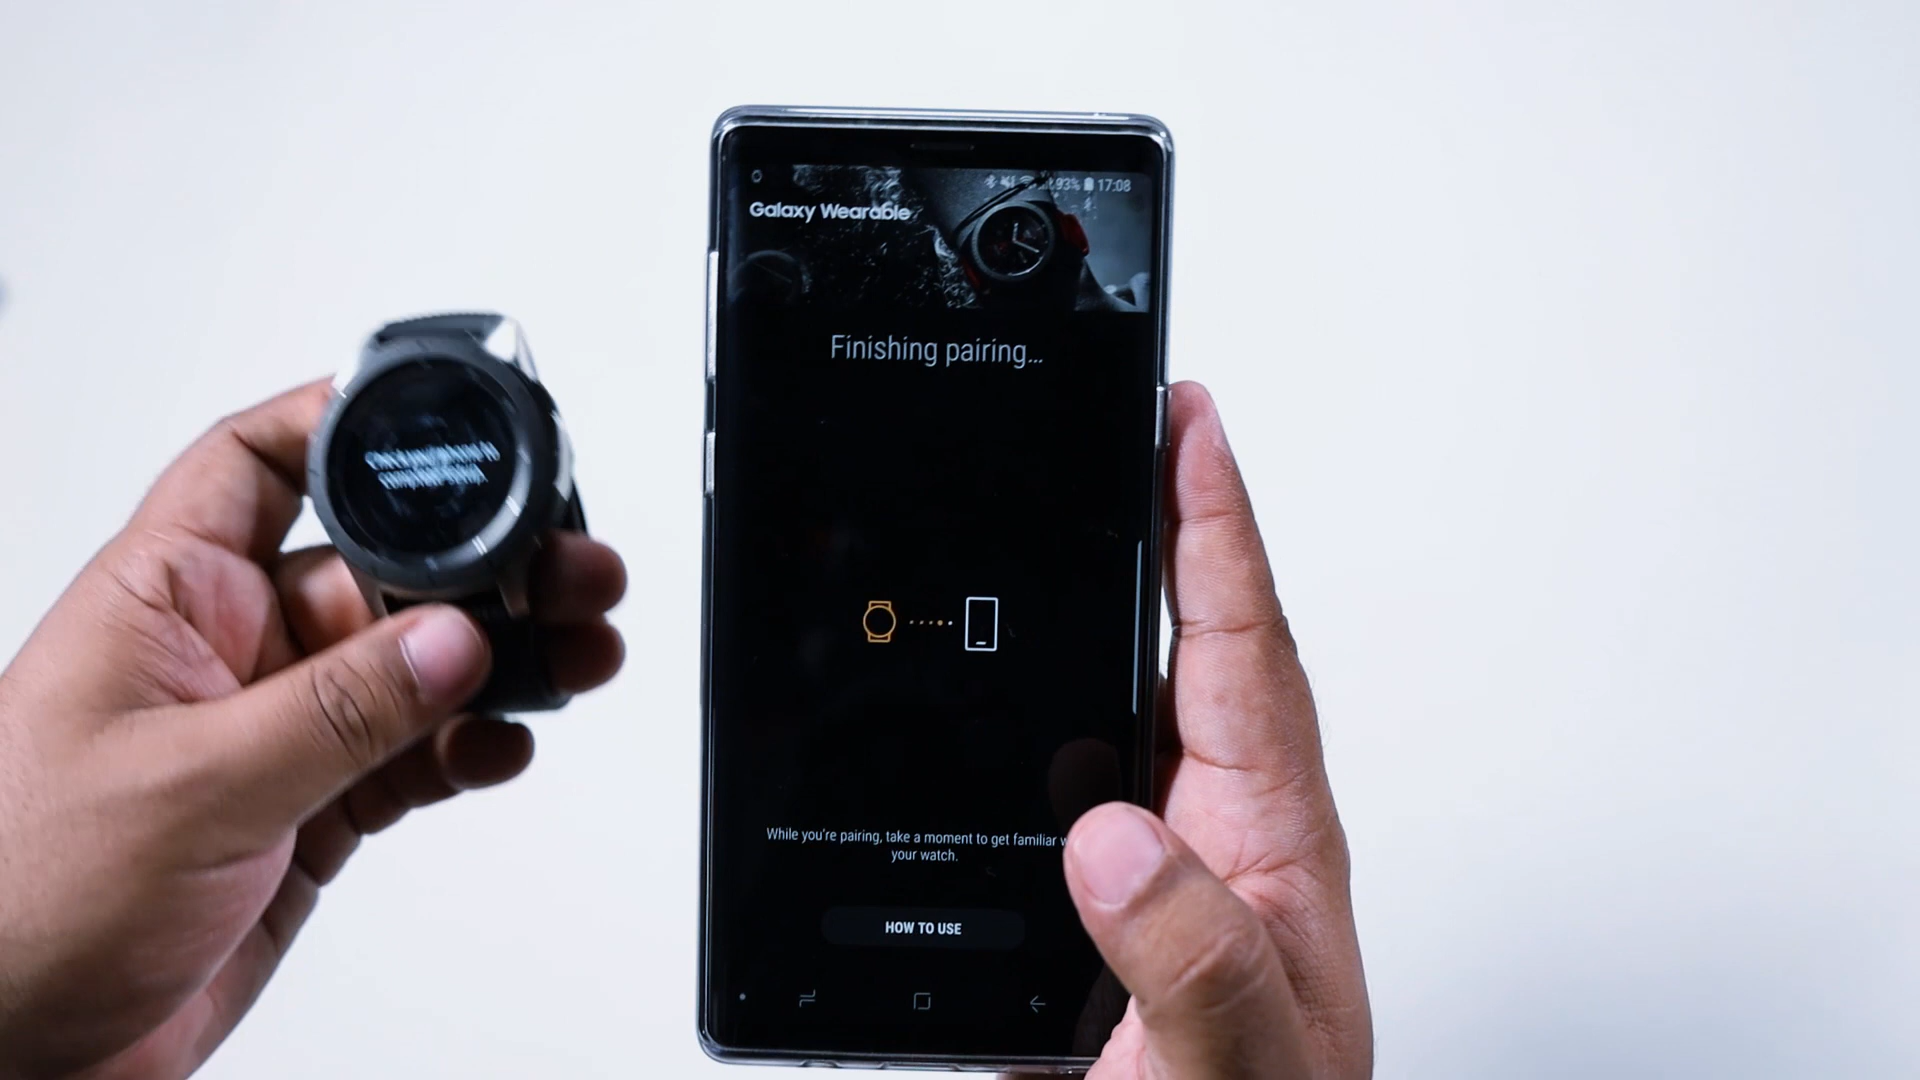 93% 17:08
Galaxy Wearable
Finishing pairing...
While you're pairing, take a moment to get familiar
your watch.
HOW TO USE